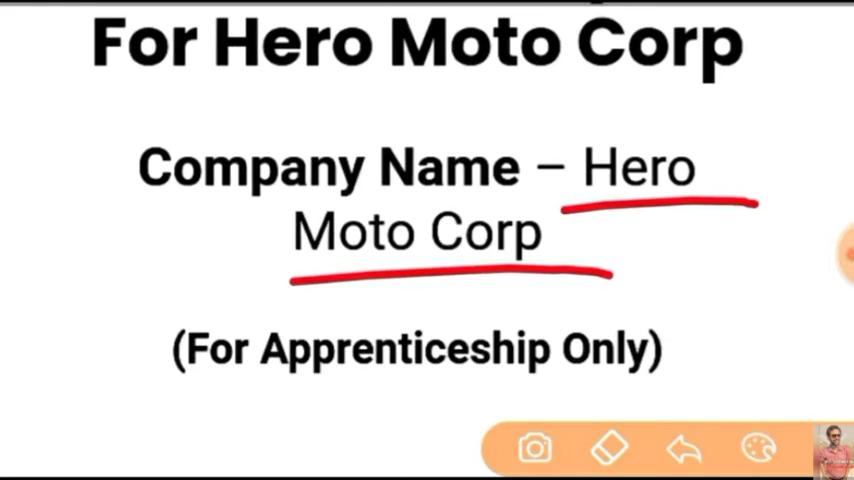 For Hero Moto Corp
Company Name – Hero
Moto Corp
(For Apprenticeship Only)